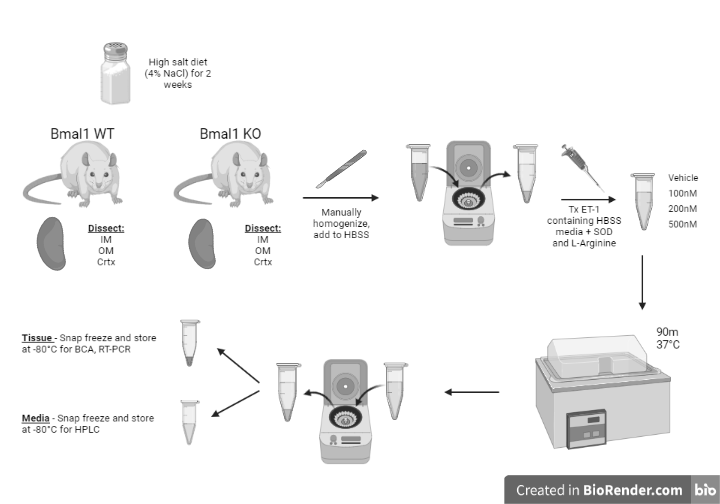 High salt diet
(4% NaCl) for 2
weeks
Bmal1 WT
Bmal1 KO
Dissect:
IM
OM
Crtx
Dissect:
IM
OM
Crtx
Manually
homogenize,
add to HBSS
Tx ET-1
containing HBSS
media + SOD
and L-Arginine
Vehicle
100nM
200nM
500nM
90m
37°C
Tissue - Snap freeze and store
at -80°C for BCA, RT-PCR
Media - Snap freeze and store
at -80°C for HPLC
Created in BioRender.com
bio